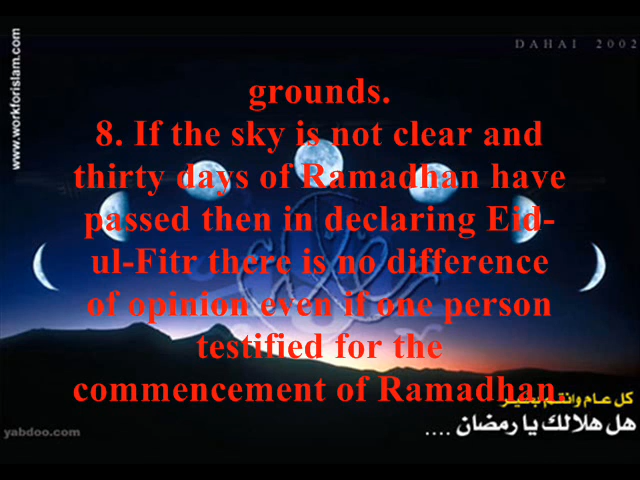 DAHAI 2002
www.workforislam.com
grounds.
8. If the sky is not clear and
thirty days of Ramadhan have
passed then in declaring Eid-
ul-Fitr there is no difference
of opinion even if one person
testified for the
commencement of Ramadhan.
كل عام وانتم بخير
هل هلالك يا رمضان ....
yabdoo.com